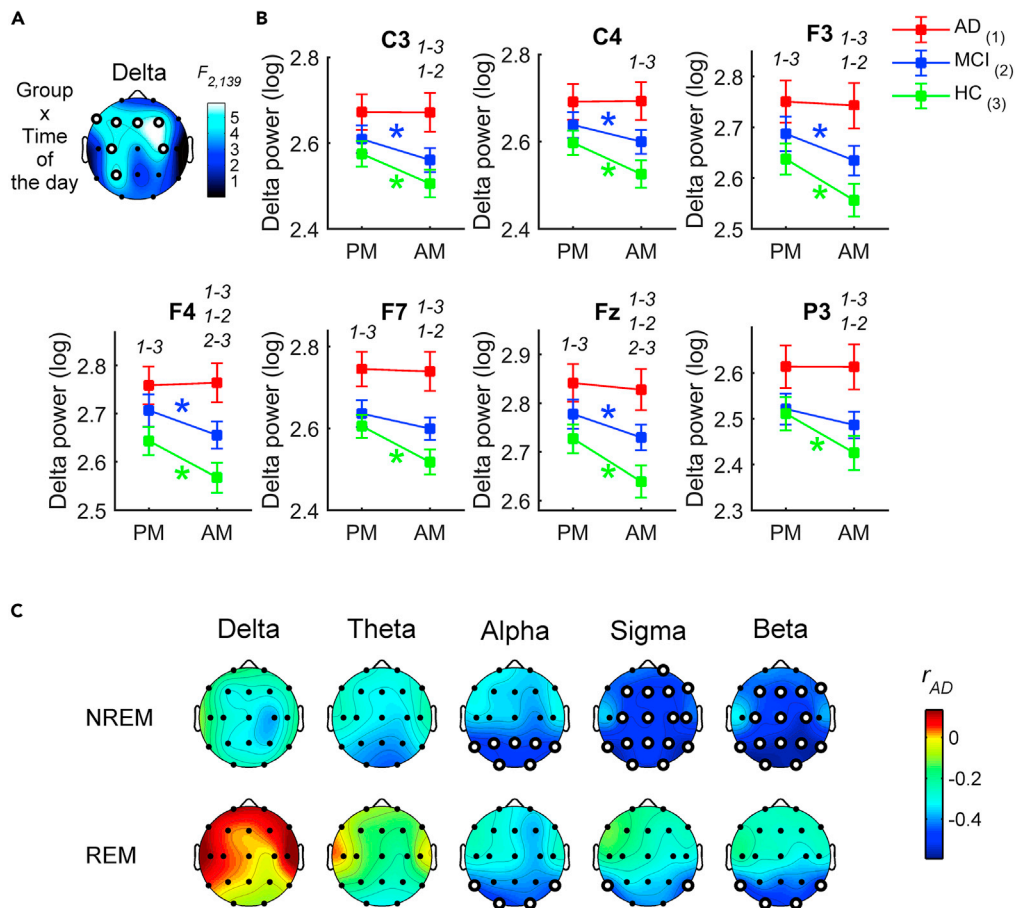 A
Group
x
Time
of
the day
Delta
F2,139
5
4
3
2
1
B
C3
1-3
1-2
Delta power (log)
2.8
2.6
2.4
PM AM
C4
1-3
Delta power (log)
2.8
2.6
2.4
PM AM
F3
1-3
1-3
1-2
Delta power (log)
2.8
2.7
2.6
2.5
PM AM
AD (1)
MCI (2)
HC (3)
F4
1-3
1-3
1-2
2-3
Delta power (log)
2.8
2.7
2.6
2.5
PM AM
F7
1-3
1-3
1-2
Delta power (log)
2.8
2.6
2.4
PM AM
Fz
1-3
1-3
1-2
2-3
Delta power (log)
2.9
2.8
2.7
2.6
PM AM
P3
1-3
1-2
Delta power (log)
2.6
2.5
2.4
2.3
PM AM
C
Delta Theta Alpha Sigma Beta
NREM
REM
rAD
0
-0.2
-0.4